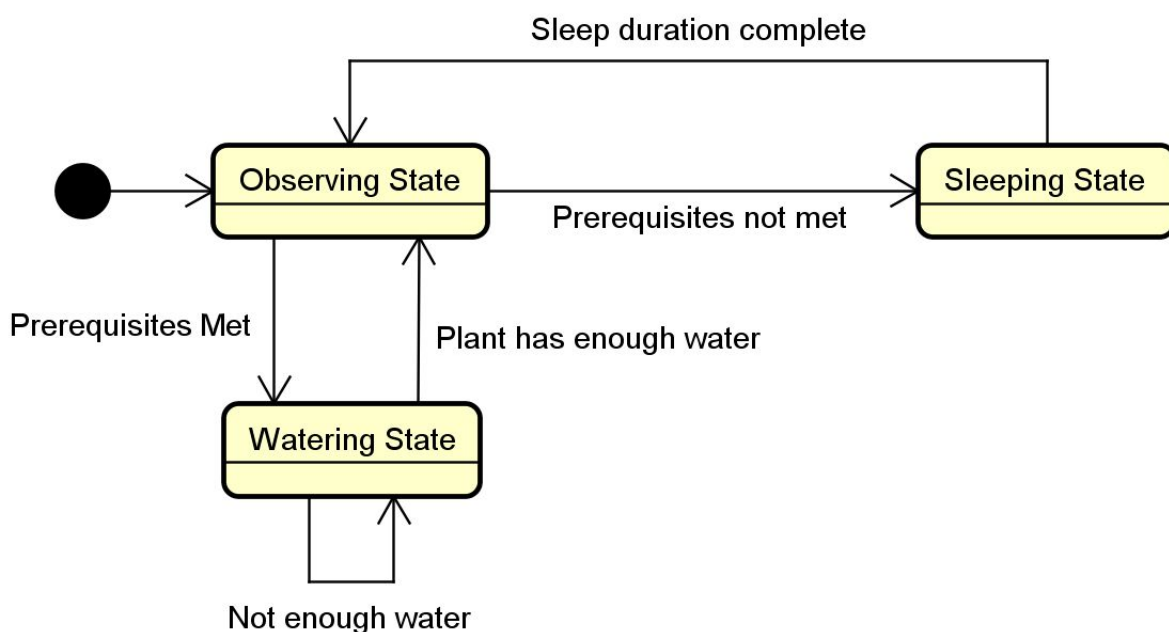 Sleep duration complete
Observing State
Sleeping State
Prerequisites not met
Prerequisites Met
Plant has enough water
Watering State
Not enough water